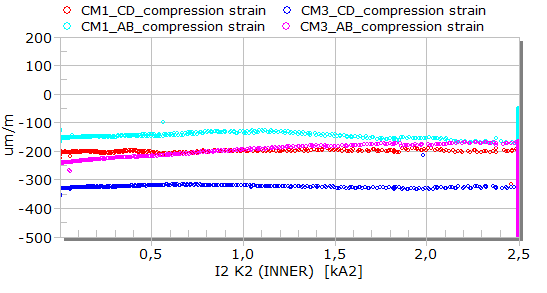 CM1_CD_compression strain CM3_CD_compression strain
CM1_AB_compression strain CM3_AB_compression strain
200
100
0
-100
-200
-300
-400
-500
um/m
0,5 1,0 1,5 2,0 2,5
I2 K2 (INNER) [kA2]